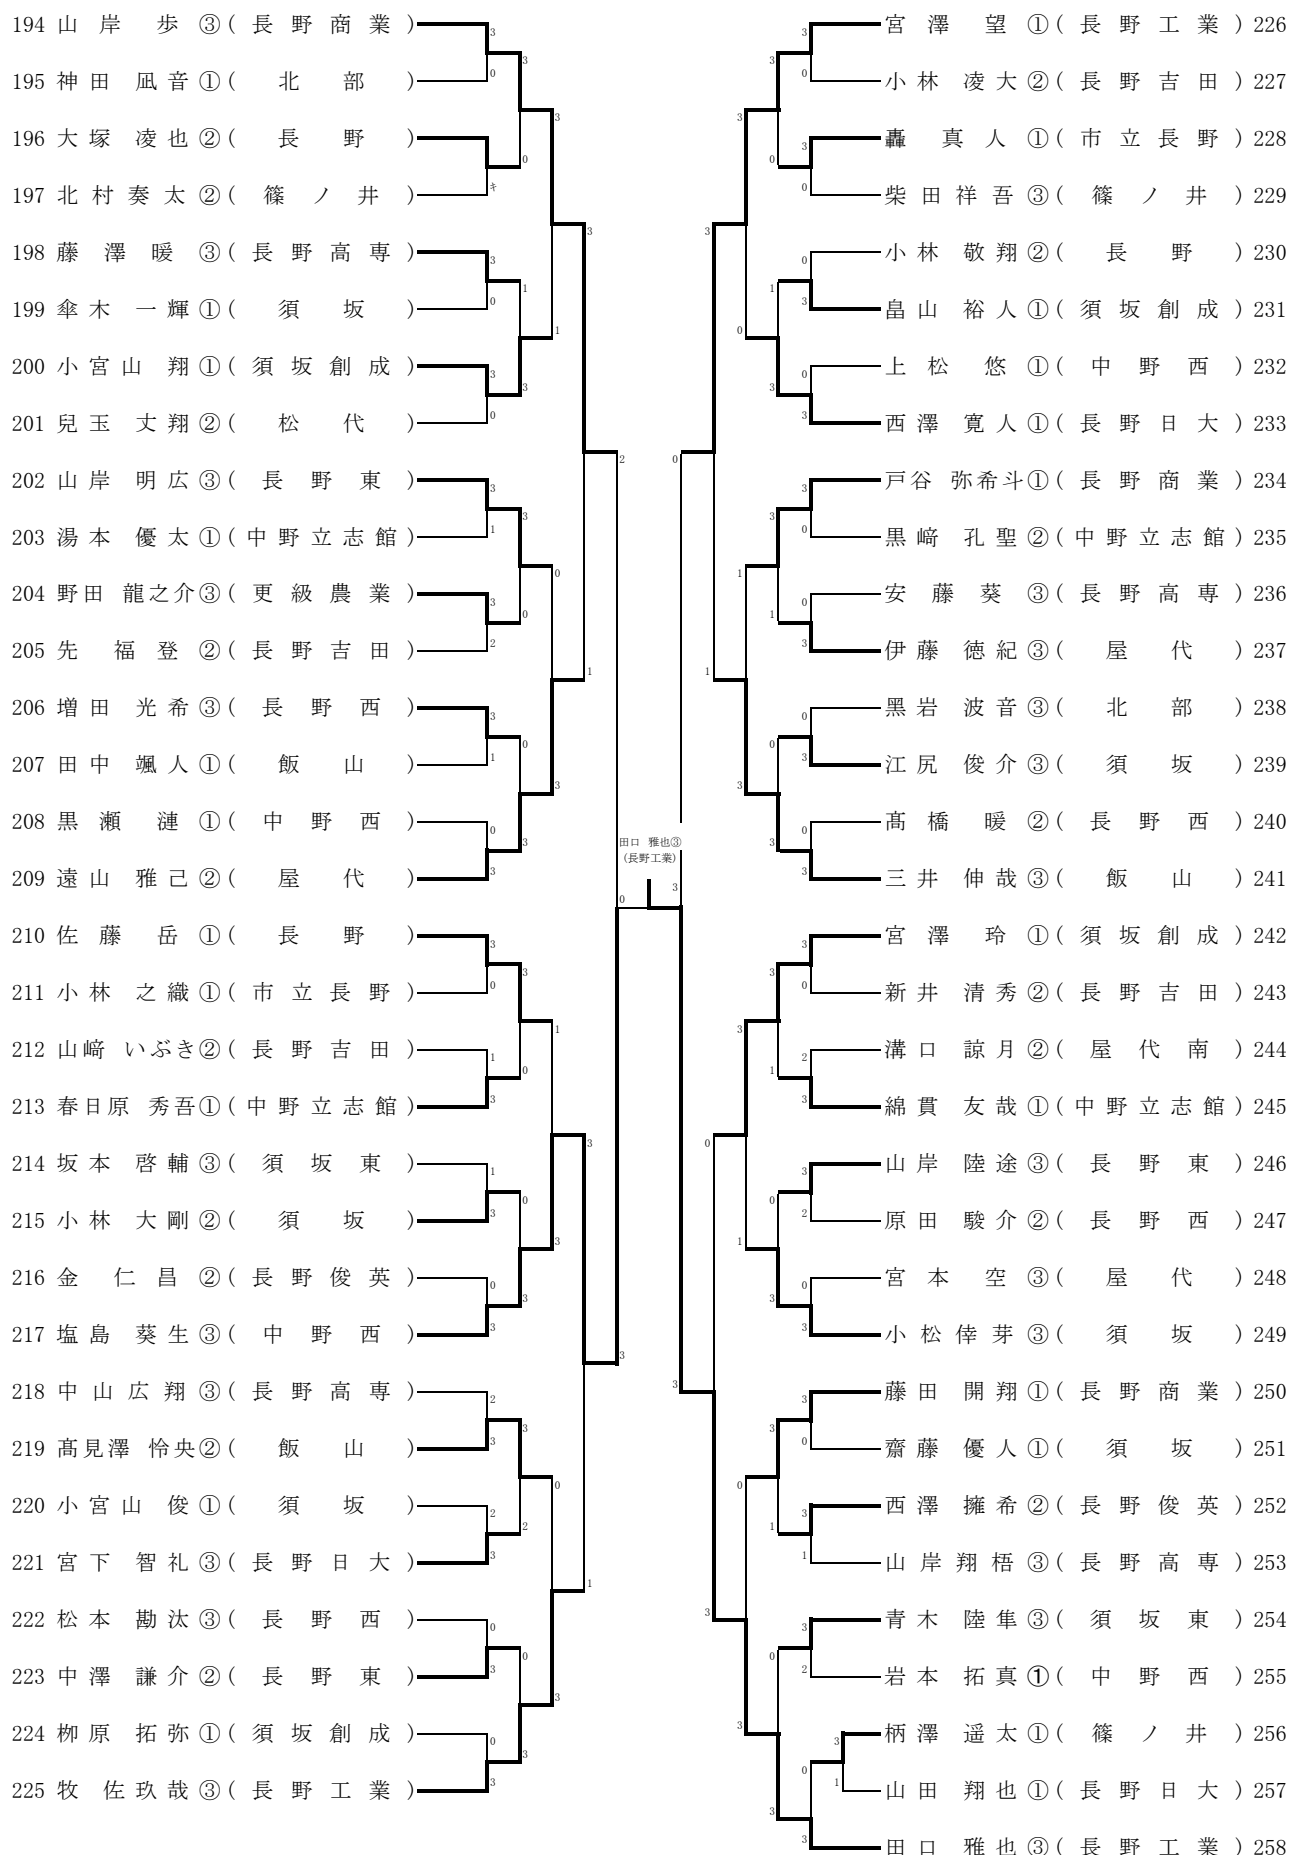 194 山岸 歩 ③ ( 長野商業 )
195 神田 凪音 ① ( 北部 )
196 大塚 凌也 ② ( 長野 )
197 北村奏太 ② ( 篠ノ井 )
198 藤澤 暖 ③ ( 長野高専 )
199 傘木 一輝 ① ( 須坂 )
200 小宮山 翔 ① ( 須坂創成 )
201 兒玉 丈翔 ② ( 松代 )
202 山岸 明広 ③ ( 長野東 )
203 湯本 優太 ① ( 中野立志館 )
204 野田 龍之介 ③ ( 更級農業 )
205 先 福登 ② ( 長野吉田 )
206 増田 光希 ③ ( 長野西 )
207 田中 颯人 ① ( 飯山 )
208 黒瀬 漣 ① ( 中野西 )
209 遠山 雅己 ② ( 屋代 )
210 佐藤 岳 ① ( 長野 )
211 小林 之織 ① ( 市立長野 )
212 山﨑 いぶき ② ( 長野吉田 )
213 春日原 秀吾 ① ( 中野立志館 )
214 坂本 啓輔 ③ ( 須坂東 )
215 小林 大剛 ② ( 須坂 )
216 金 仁昌 ② ( 長野俊英 )
217 塩島 葵生 ③ ( 中野西 )
218 中山広翔 ③ ( 長野高専 )
219 髙見澤 怜央 ② ( 飯山 )
220 小宮山 俊 ① ( 須坂 )
221 宮下 智礼 ③ ( 長野日大 )
222 松本 勘汰 ③ ( 長野西 )
223 中澤 謙介 ② ( 長野東 )
224 栁原 拓弥 ① ( 須坂創成 )
225 牧 佐玖哉 ③ ( 長野工業 )
田口 雅也③
(長野工業)
宮澤 望 ① ( 長野工業 ) 226
小林 凌大 ② ( 長野吉田 ) 227
轟 真人 ① ( 市立長野 ) 228
柴田祥吾 ③ ( 篠ノ井 ) 229
小林 敬翔 ② ( 長野 ) 230
畠山 裕人 ① ( 須坂創成 ) 231
上松 悠 ① ( 中野西 ) 232
西澤 寛人 ① ( 長野日大 ) 233
戸谷 弥希斗 ① ( 長野商業 ) 234
黒﨑 孔聖 ② ( 中野立志館 ) 235
安藤 葵 ③ ( 長野高専 ) 236
伊藤 徳紀 ③ ( 屋代 ) 237
黒岩 波音 ③ ( 北部 ) 238
江尻 俊介 ③ ( 須坂 ) 239
髙橋 暖 ② ( 長野西 ) 240
三井 伸哉 ③ ( 飯山 ) 241
宮澤 玲 ① ( 須坂創成 ) 242
新井 清秀 ② ( 長野吉田 ) 243
溝口 諒月 ② ( 屋代南 ) 244
綿貫 友哉 ① ( 中野立志館 ) 245
山岸 陸途 ③ ( 長野東 ) 246
原田 駿介 ② ( 長野西 ) 247
宮本 空 ③ ( 屋代 ) 248
小松倖芽 ③ ( 須坂 ) 249
藤田 開翔 ① ( 長野商業 ) 250
齋藤 優人 ① ( 須坂 ) 251
西澤 擁希 ② ( 長野俊英 ) 252
山岸翔梧 ③ ( 長野高専 ) 253
青木 陸隼 ③ ( 須坂東 ) 254
岩本 拓真 ① ( 中野西 ) 255
柄澤 遥太 ① ( 篠ノ井 ) 256
山田 翔也 ① ( 長野日大 ) 257
田口 雅也 ③ ( 長野工業 ) 258